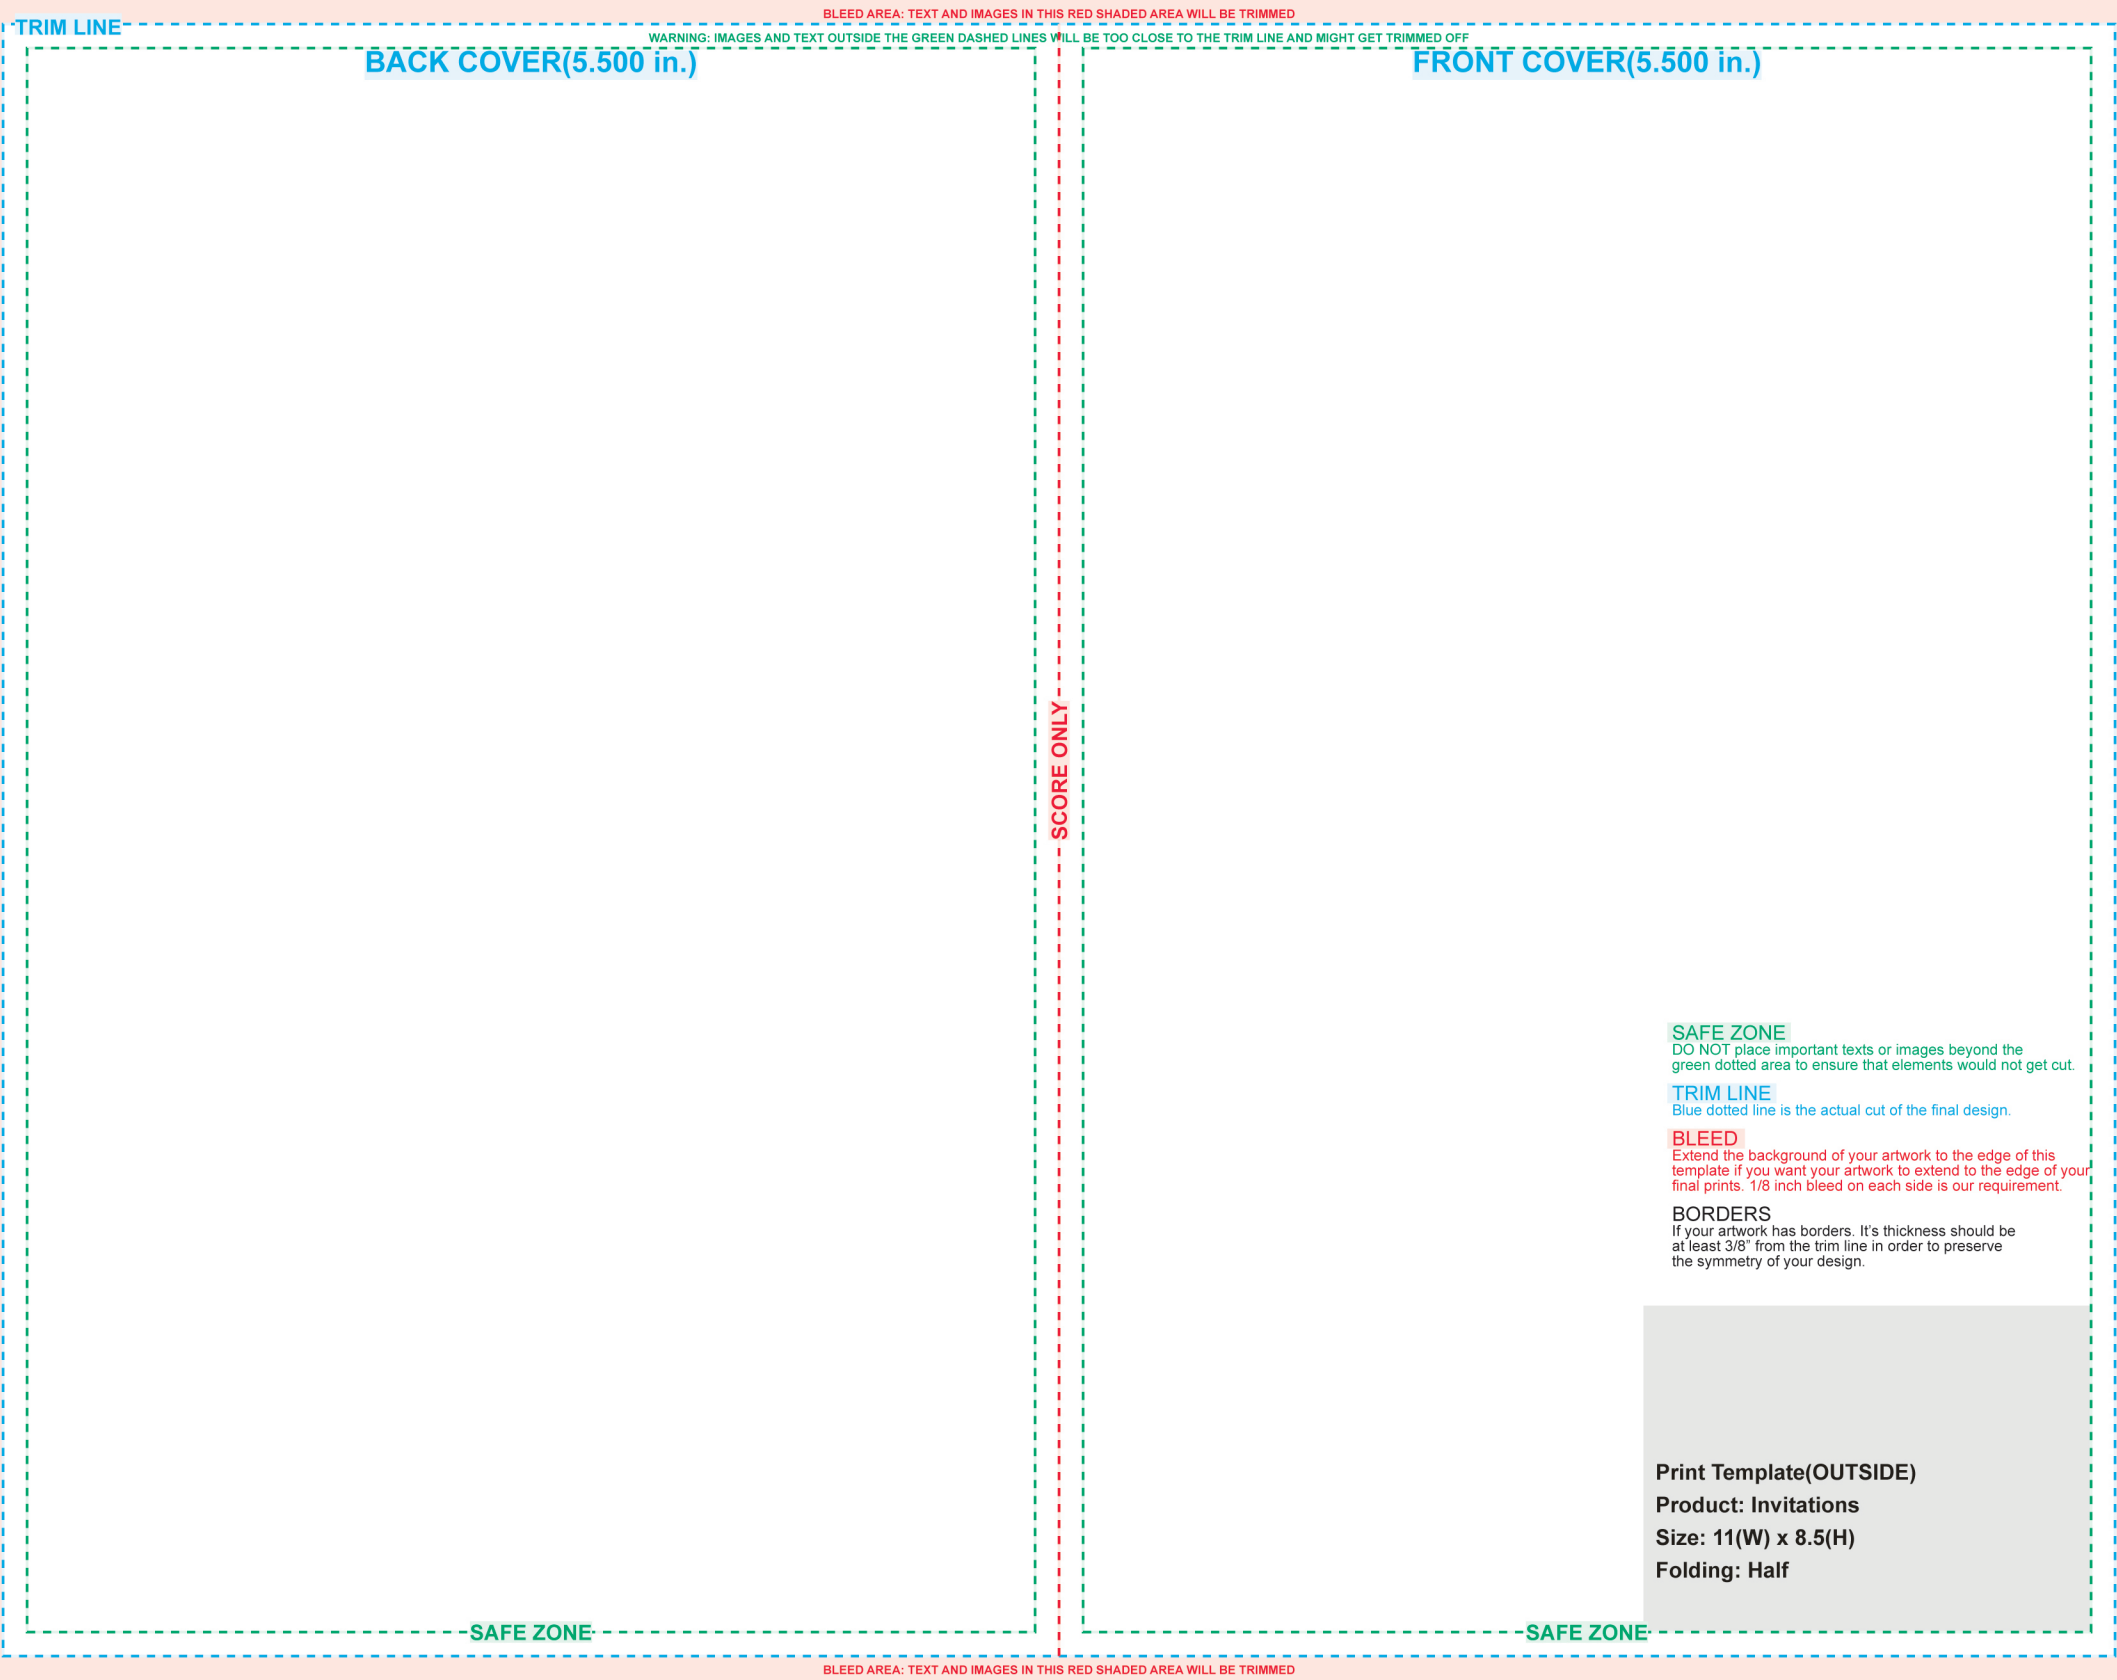 BLEED AREA: TEXT AND IMAGES IN THIS RED SHADED AREA WILL BE TRIMMED
TRIM LINE
WARNING: IMAGES AND TEXT OUTSIDE THE GREEN DASHED LINES WILL BE TOO CLOSE TO THE TRIM LINE AND MIGHT GET TRIMMED OFF
BACK COVER(5.500 in.)
FRONT COVER(5.500 in.)
SCORE ONLY
SAFE ZONE
DO NOT place important texts or images beyond the
green dotted area to ensure that elements would not get cut.
TRIM LINE
Blue dotted line is the actual cut of the final design.
BLEED
Extend the background of your artwork to the edge of this
template if you want your artwork to extend to the edge of your
final prints. 1/8 inch bleed on each side is our requirement.
BORDERS
If your artwork has borders. It's thickness should be
at least 3/8” from the trim line in order to preserve
the symmetry of your design.
Print Template(OUTSIDE)
Product: Invitations
Size: 11(W) x 8.5(H)
Folding: Half
SAFE ZONE
SAFE ZONE
BLEED AREA: TEXT AND IMAGES IN THIS RED SHADED AREA WILL BE TRIMMED